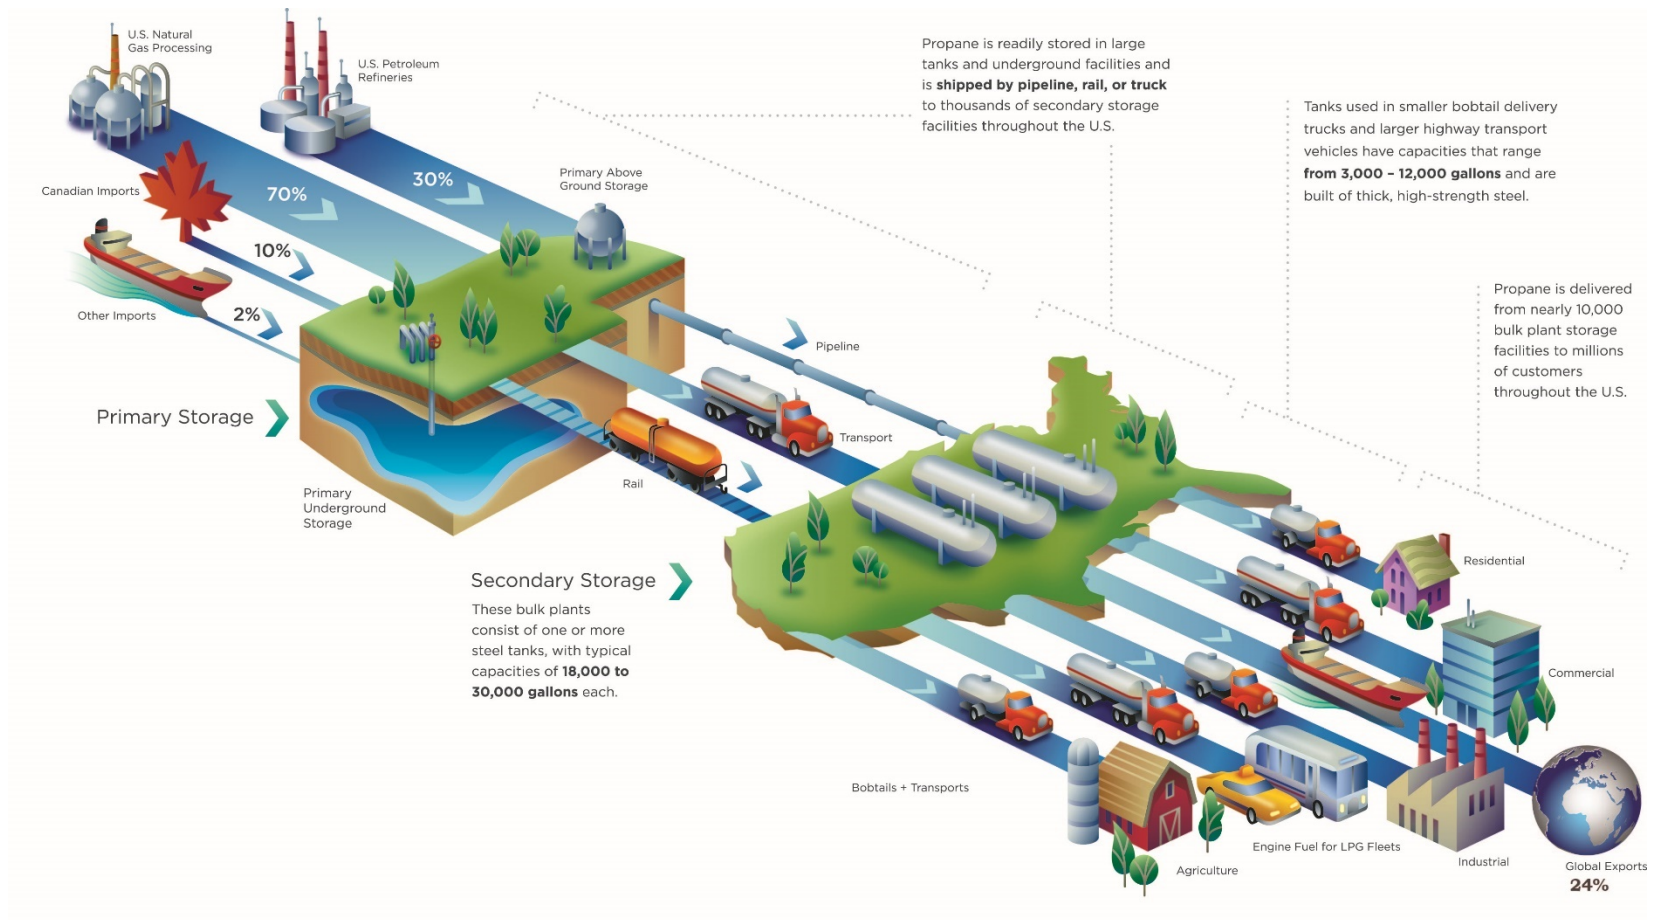 U.S. Natural
Gas Processing
U.S. Petroleum
Refineries
Propane is readily stored in large
tanks and underground facilities and
is shipped by pipeline, rail, or truck
to thousands of secondary storage
facilities throughout the U.S.
Tanks used in smaller bobtail delivery
trucks and larger highway transport
vehicles have capacities that range
from 3,000 – 12,000 gallons and are
built of thick, high-strength steel.
Canadian Imports
70%
30%
Primary Above
Ground Storage
10%
Other Imports
2%
Propane is delivered
from nearly 10,000
bulk plant storage
facilities to millions
of customers
throughout the U.S.
Pipeline
Primary Storage
Transport
Rail
Primary
Underground
Storage
Secondary Storage
These bulk plants
consist of one or more
steel tanks, with typical
capacities of 18,000 to
30,000 gallons each.
Residential
Commercial
Bobtails + Transports
Engine Fuel for LPG Fleets
Industrial
Agriculture
Global Exports
24%